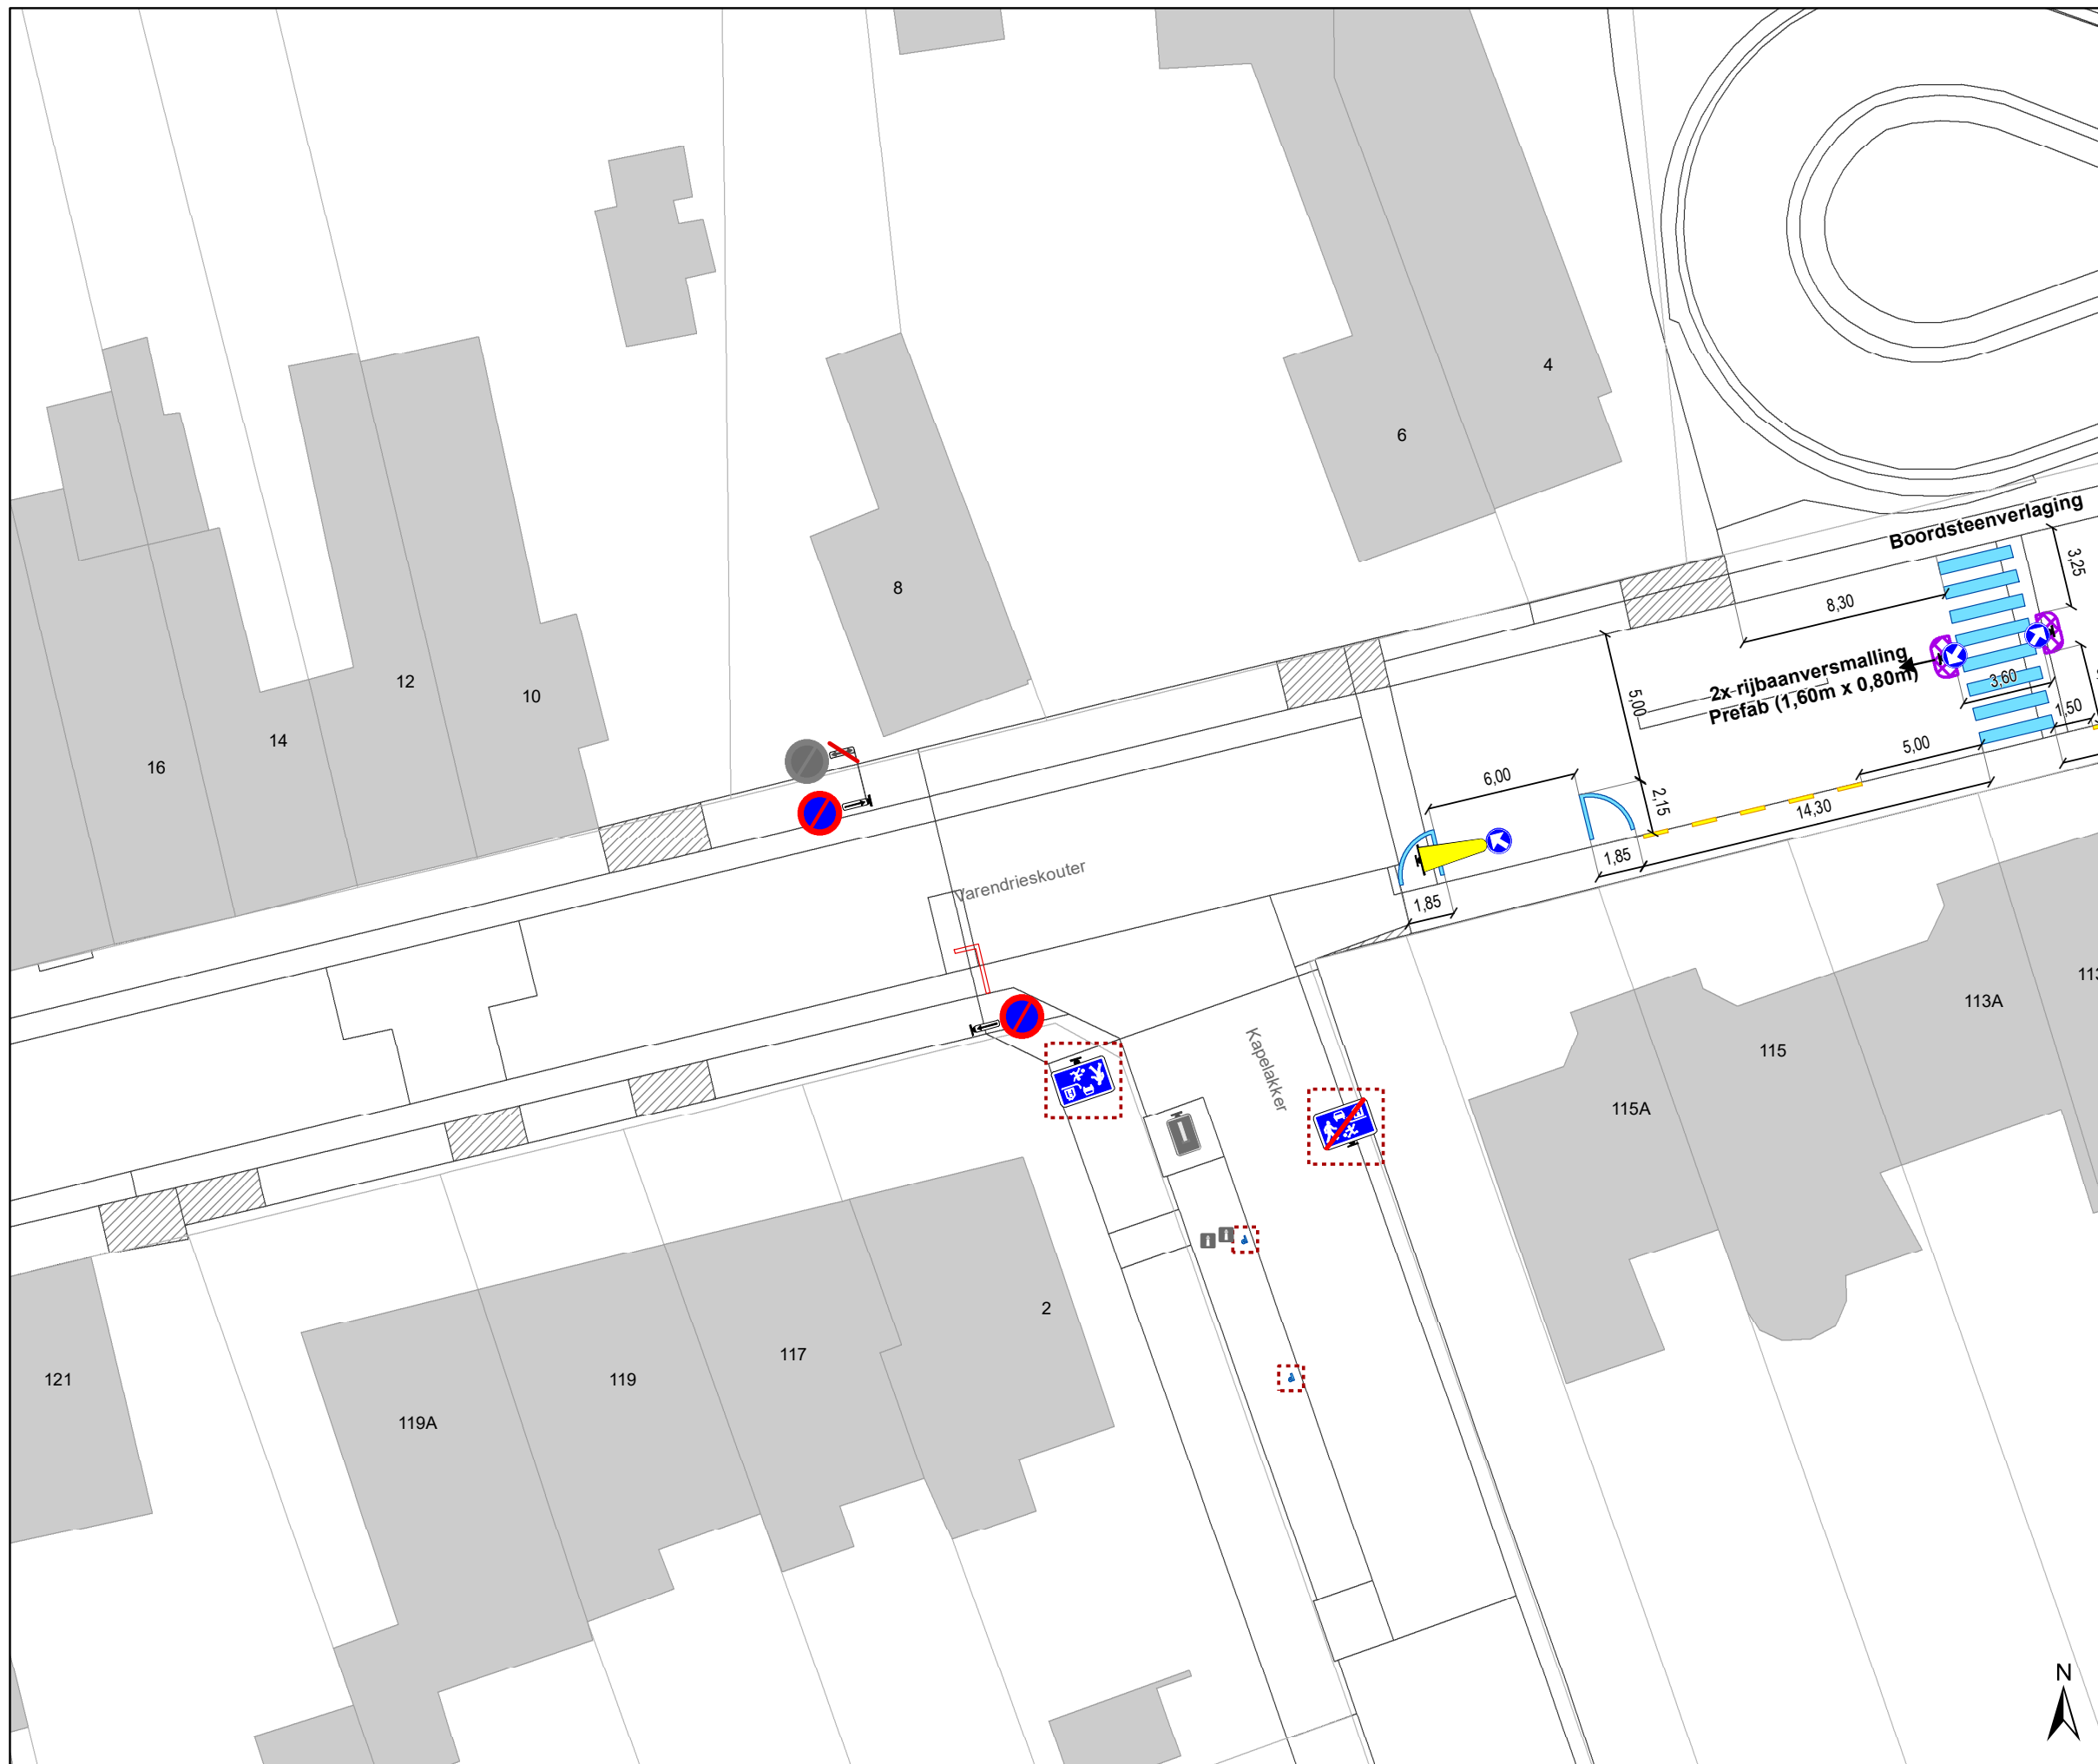 4
6
Boordsteenverlaging
3,25
8
8,30
2x rijbaanversmalling
Prefab (1,60m x 0,80m)
3,60
12
10
5,00
1,50
14
16
5,00
6,00
2,15
14,30
Varendrieskouter
1,85
1,85
113A
Kapelakker
115
115A
2
117
121
119
119A
N